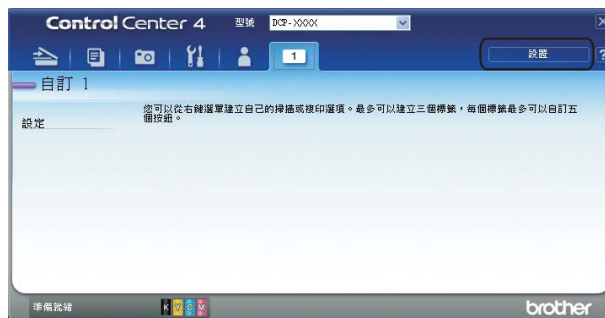 Control Center 4 型號 DCP-XXXX
1 設置 ?
自訂 1
設定
您可以從右鍵選單建立自己的掃描或複印選項。最多可以建立三個標籤，每個標籤最多可以自訂五
個按鈕。
準備就緒 K Y C M brother